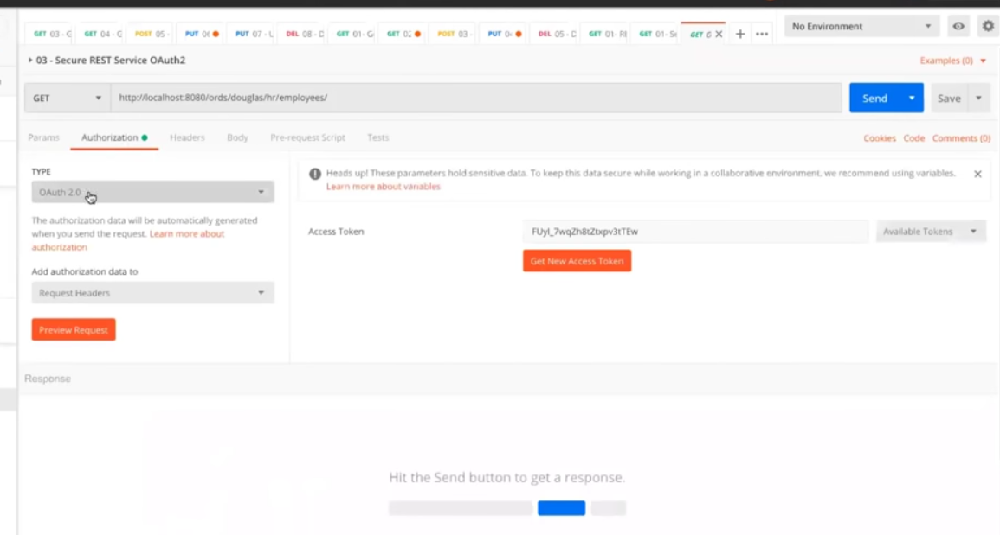 GET 03 - G GET 04 - G POST 05 - PUT 0 PUT 07 - U DEL 08 - D GET 01- G GET 02 POST 03 - PUT 0 DEL 05 - D GET 01- R GET 01- S GET 0 + •••
No Environment
03 - Secure REST Service OAuth2
Examples (0)
GET http://localhost:8080/ords/douglas/hr/employees/ Send Save
Params Authorization Headers Body Pre-request Script Tests Cookies Code Comments (0)
TYPE
OAuth 2.0
The authorization data will be automatically generated
when you send the request. Learn more about
authorization
Add authorization data to
Request Headers
Preview Request
Heads up! These parameters hold sensitive data. To keep this data secure while working in a collaborative environment, we recommend using variables.
Learn more about variables
Access Token FUyl_7wqZh8tZtxpv3tTEw Available Tokens
Get New Access Token
Response
Hit the Send button to get a response.